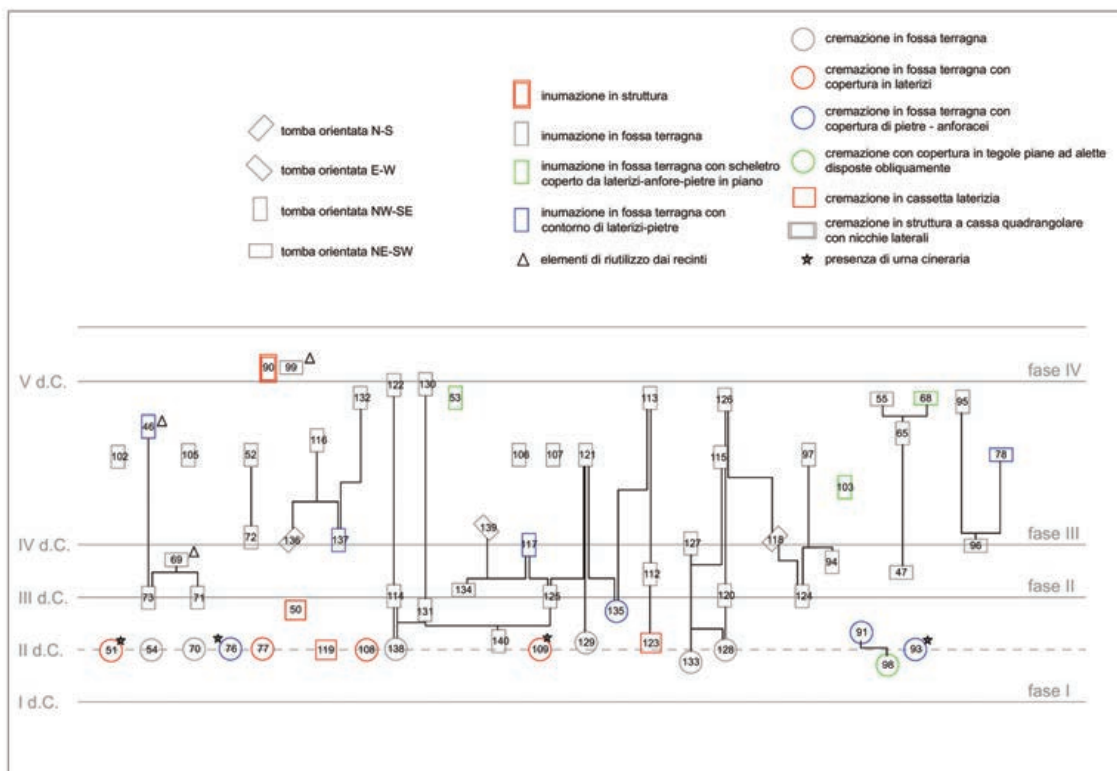 tomba orientata N-S
tomba orientata E-W
tomba orientata NW-SE
tomba orientata NE-SW
inumazione in struttura
inumazione in fossa terragna
inumazione in fossa terragna con scheletro
coperto da laterizi-anfore-pietre in piano
inumazione in fossa terragna con
contorno di laterizi-pietre
elementi di riutilizzo dai recinti
cremazione in fossa terragna
cremazione in fossa terragna con
copertura in laterizi
cremazione in fossa terragna con
copertura di pietre - anforacei
cremazione con copertura in tegole piane ad alette
disposte obliquamente
cremazione in cassetta laterizia
cremazione in struttura a cassa quadrangolare
con nicchie laterali
presenza di urna cineraria
90 99
V d.C. 122 130 fase IV
132 53 113 126 55 68 95
46 116 65
102 105 52 106 107 121 115 97 78
103
72 136 137 139 117 127 118 96
IV d.C. fase III
69 134 112 94 47
73 71 114 125 120 124
III d.C. fase II
50 131 135
140 129 123 91
II d.C. 51 54 70 76 77 119 108 138 109 128 93
133 98
I d.C. fase I